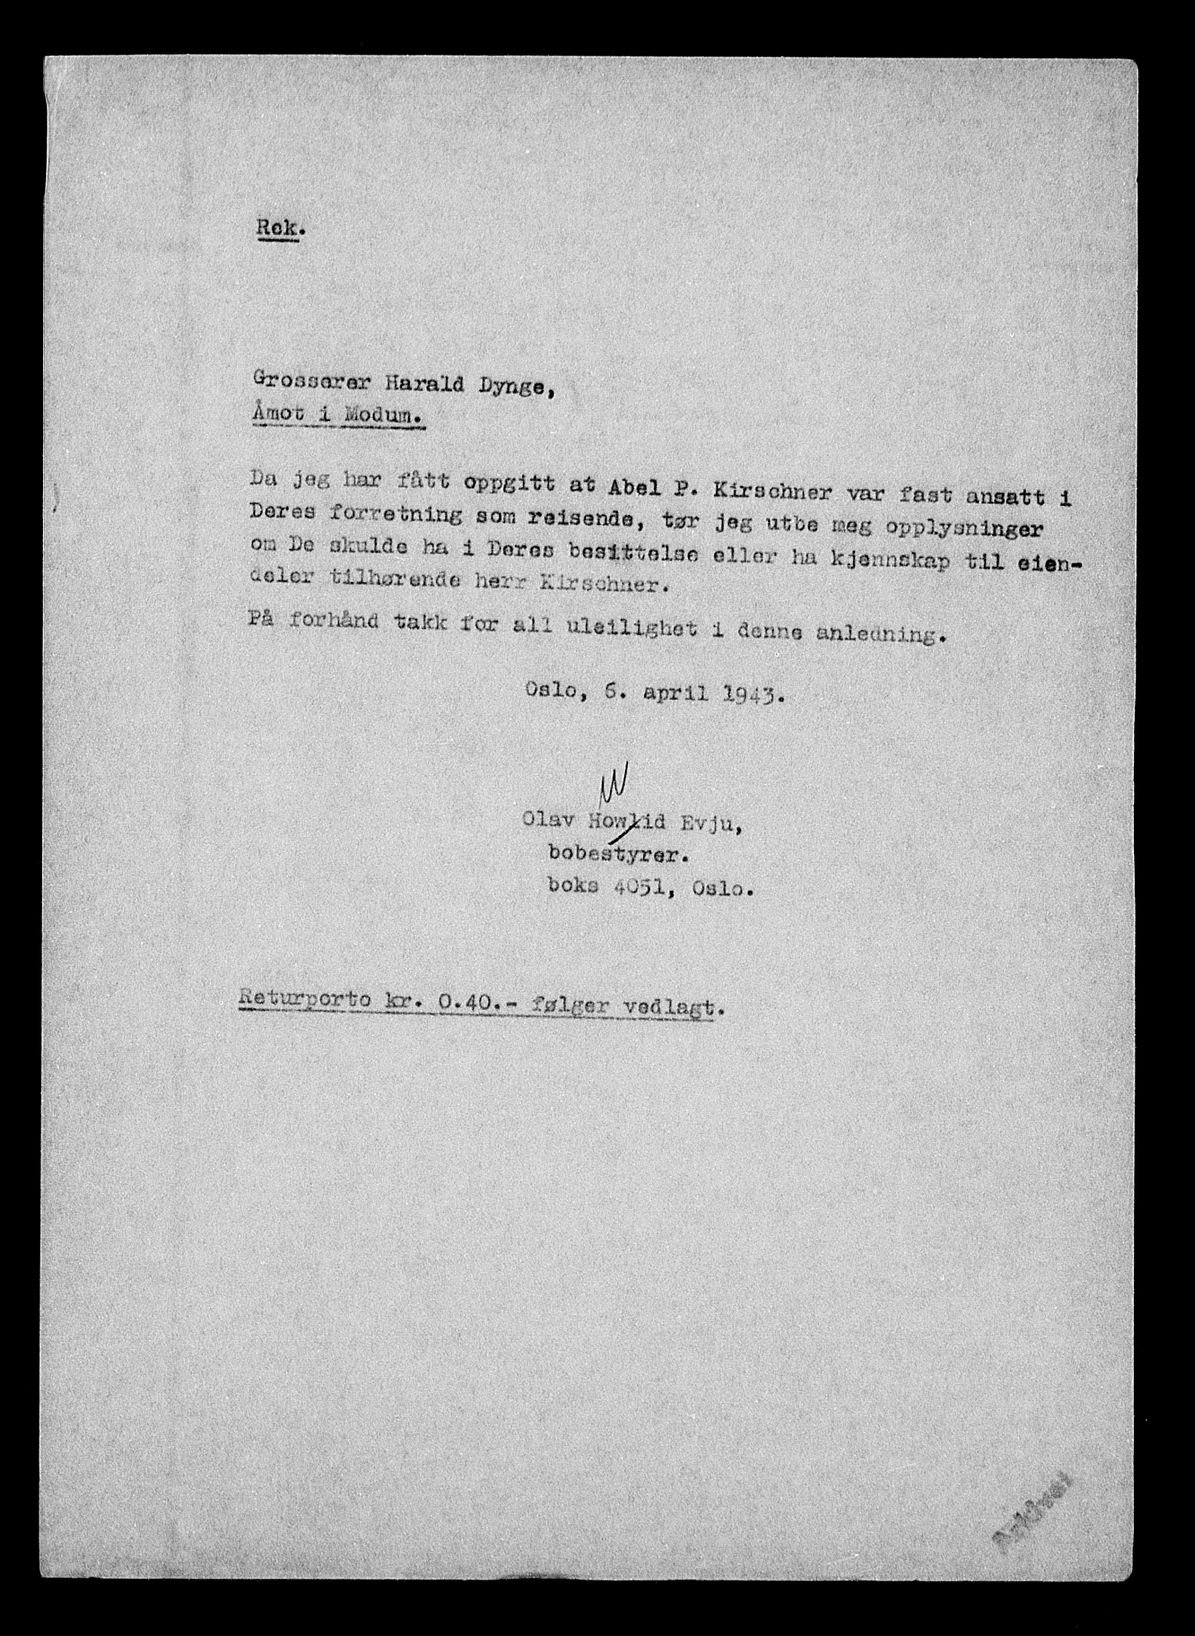 Rek.
Grosserer Harald Dynge,
Åmot i Modum.
Da jeg har fått oppgitt at Abel P. Kirschner var fast ansatt i
Deres forretning som reisende, tør jeg utbe meg opplysninger
om De skulde ha i Deres besittelse eller ha kjennskap til eien-
deler tilhørende herr Kirschner.
På forhånd takk for all uleilighet i denne anledning.
Oslo, 6. april 1943.
Olav Howlid Evju,
bobestyrer.
boks 4051, Oslo.
Returporto kr. 0.40.- følger vedlagt.